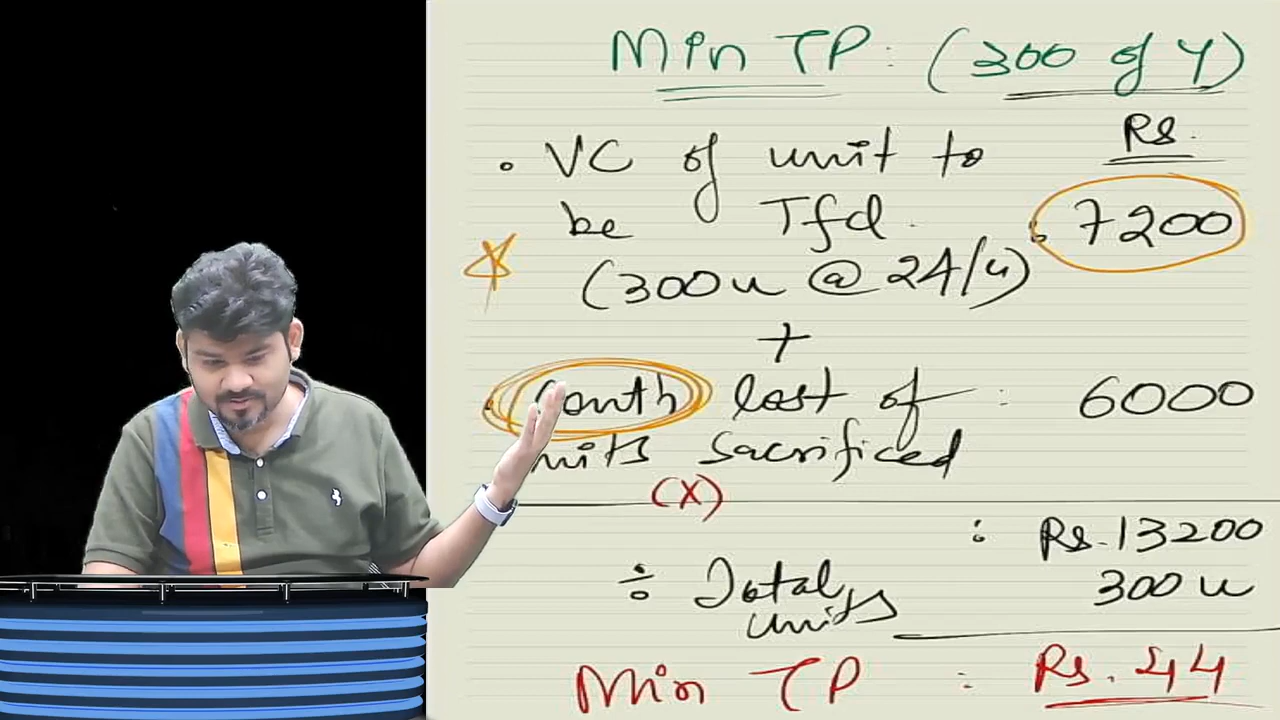 Min TP: (300 of Y)
Rs.
• VC of unit to
be Tfd. : 7200
(300u @ 24/u)
+
• Conth lost of : 6000
units sacrificed
(X)
: Rs. 13200
÷ Total units 300 u
Min TP : Rs. 44